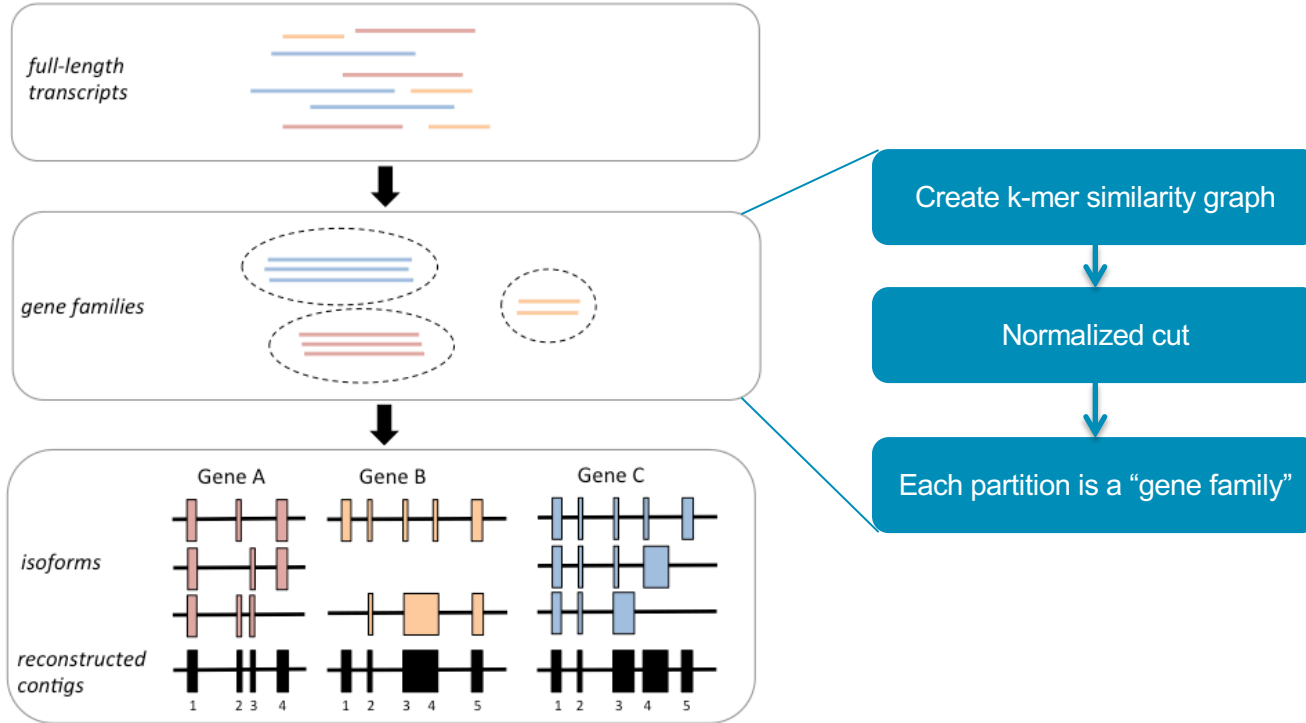 full-length
transcripts
gene families
Gene A
Gene B
Gene C
isoforms
reconstructed
contigs
1 2 3 4
1 2 3 4 5
1 2 3 4 5
Create k-mer similarity graph
Normalized cut
Each partition is a “gene family”